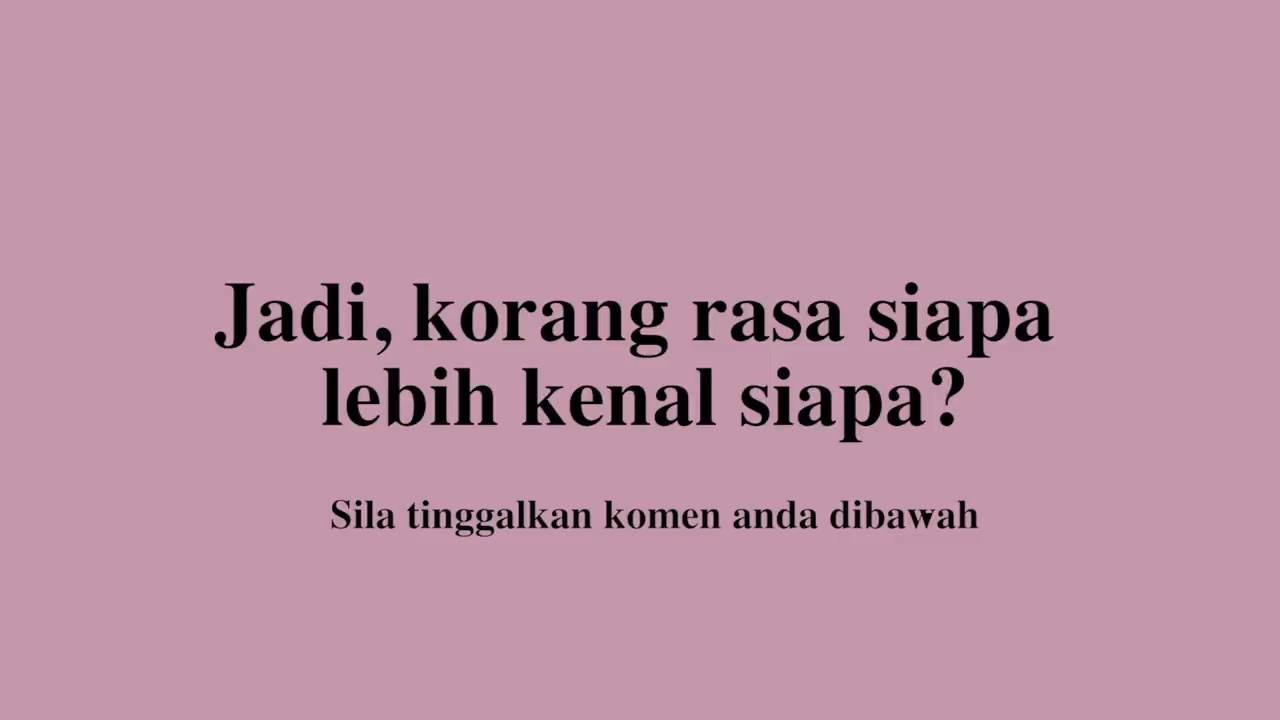 Jadi, korang rasa siapa
lebih kenal siapa?
Sila tinggalkan komen anda dibawah